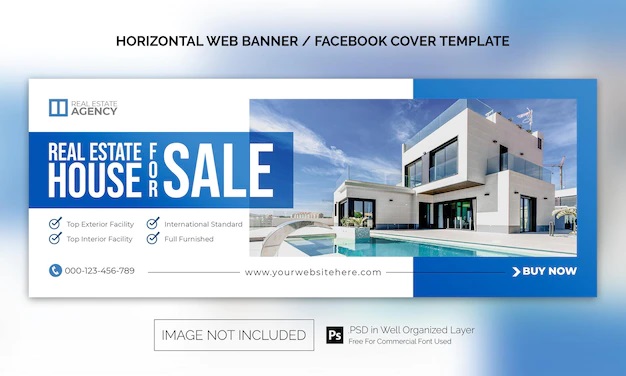 HORIZONTAL WEB BANNER / FACEBOOK COVER TEMPLATE
REAL ESTATE
AGENCY
REAL ESTATE
HOUSE
FOR
SALE
Top Exterior Facility
International Standard
Top Interior Facility
Full Furnished
000-123-456-789
www.yourwebsitehere.com
BUY NOW
IMAGE NOT INCLUDED
Ps
PSD in Well Organized Layer
Free For Commercial Font Used